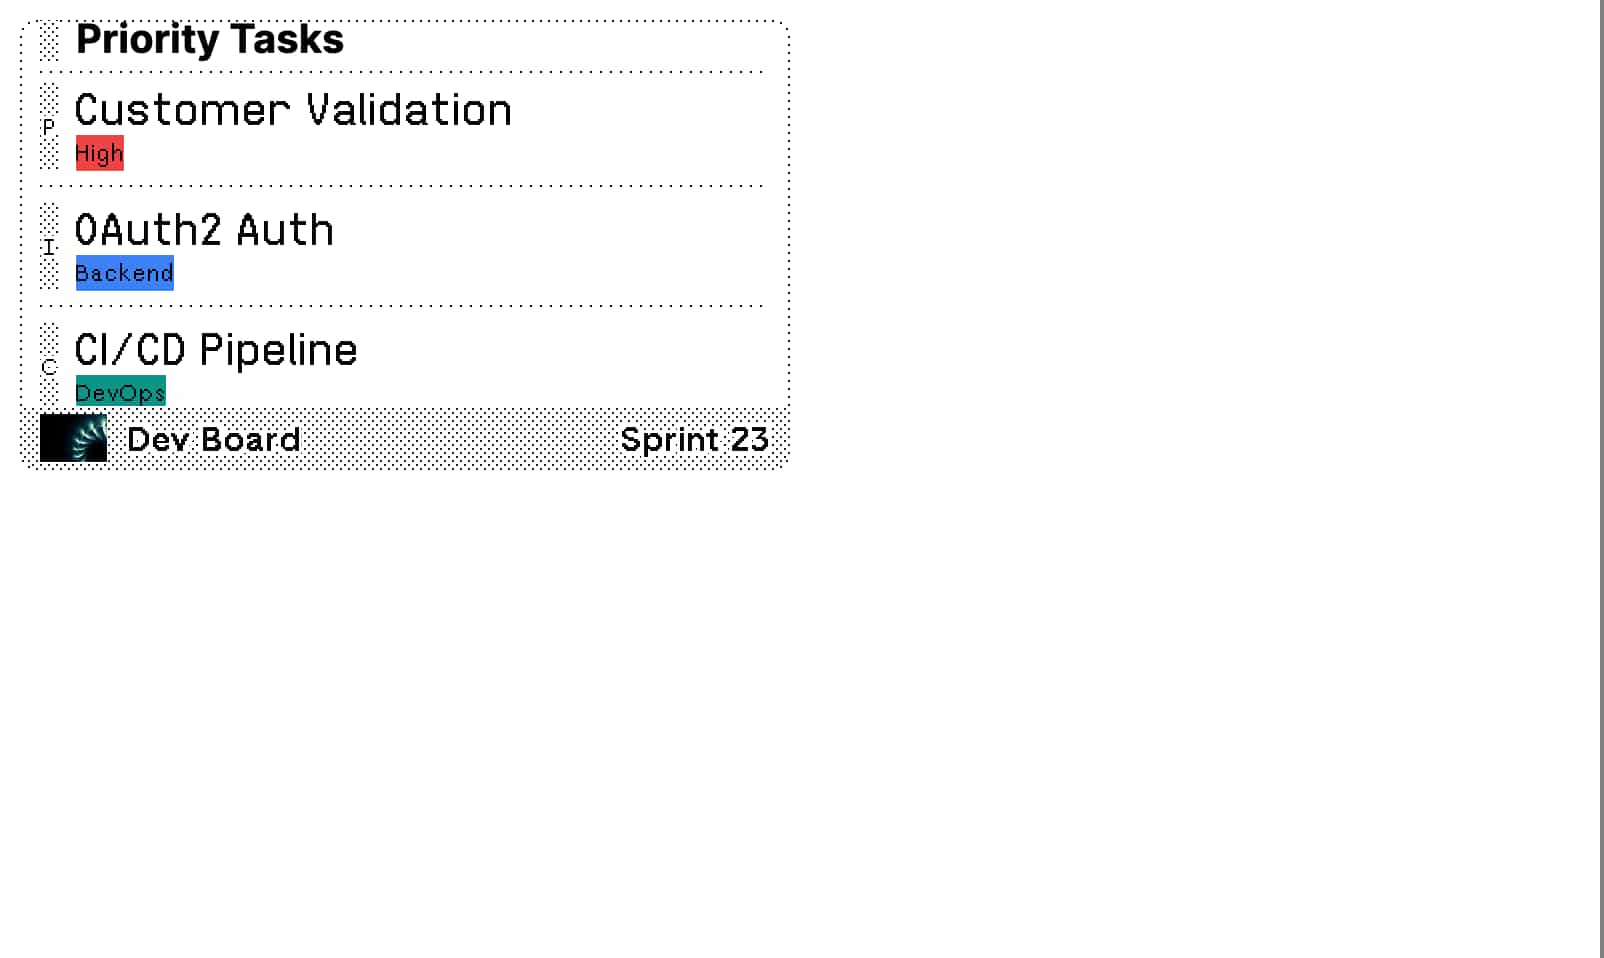 Priority Tasks
P
Customer Validation
High
I
OAuth2 Auth
Backend
C
CI/CD Pipeline
DevOps
Dev Board
Sprint 23